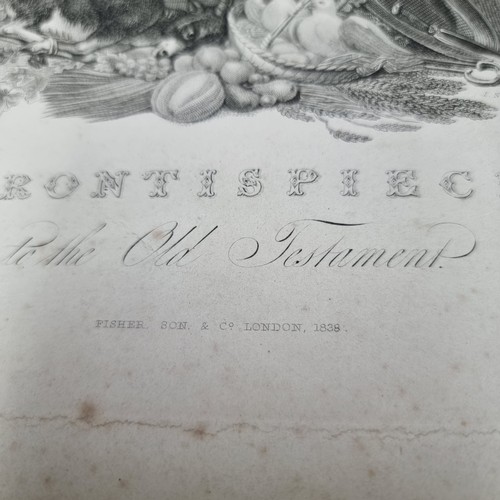 RONTISPIEC
to the Old Testament.
FISHER, SON, & Cº. LONDON, 1838.